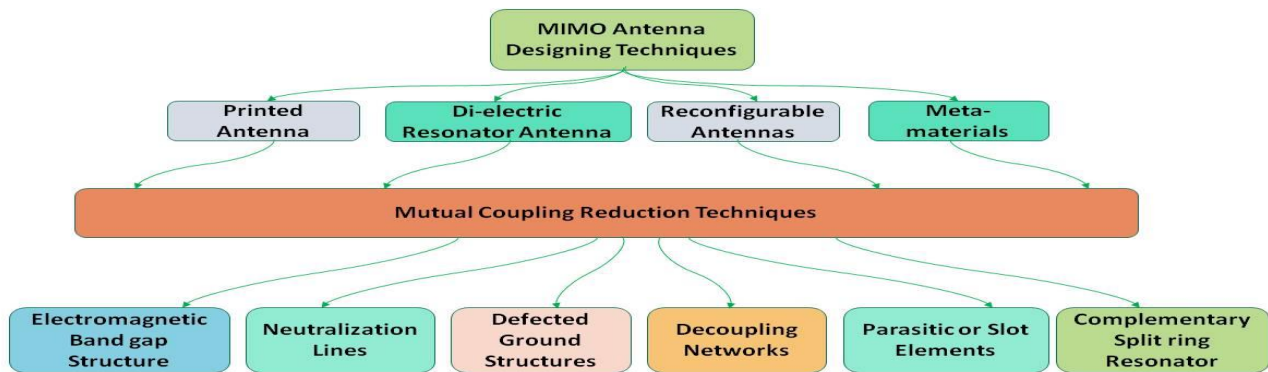 MIMO Antenna
Designing Techniques
Printed
Antenna
Di-electric
Resonator Antenna
Reconfigurable
Antennas
Meta-
materials
Mutual Coupling Reduction Techniques
Electromagnetic
Band gap
Structure
Neutralization
Lines
Defected
Ground
Structures
Decoupling
Networks
Parasitic or Slot
Elements
Complementary
Split ring
Resonator